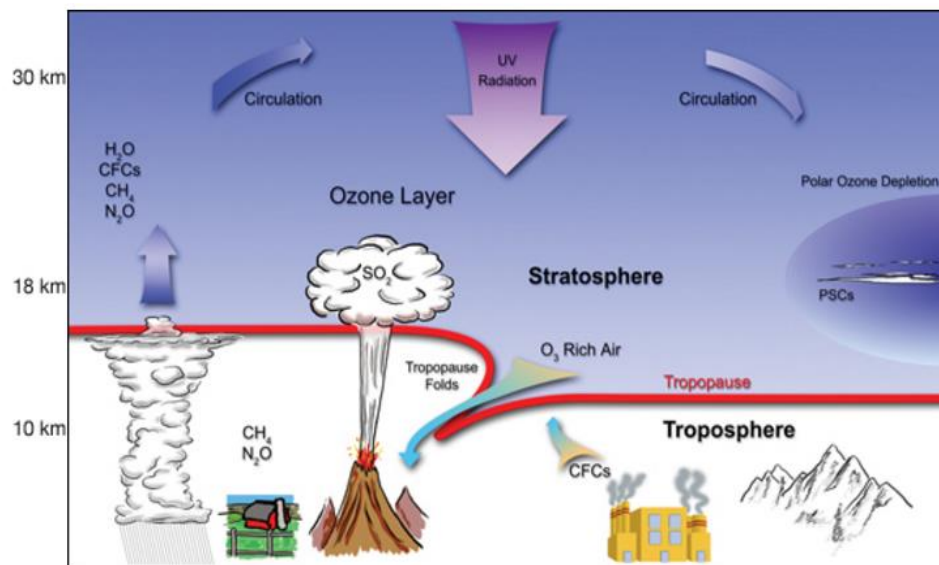 30 km
18 km
10 km
Circulation
UV
Radiation
Circulation
H₂O
CFCs
CH₄
N₂O
Ozone Layer
Polar Ozone Depletion
SO₂
Stratosphere
PSCs
O₃ Rich Air
Tropopause
Folds
Tropopause
CH₄
N₂O
Troposphere
CFCs